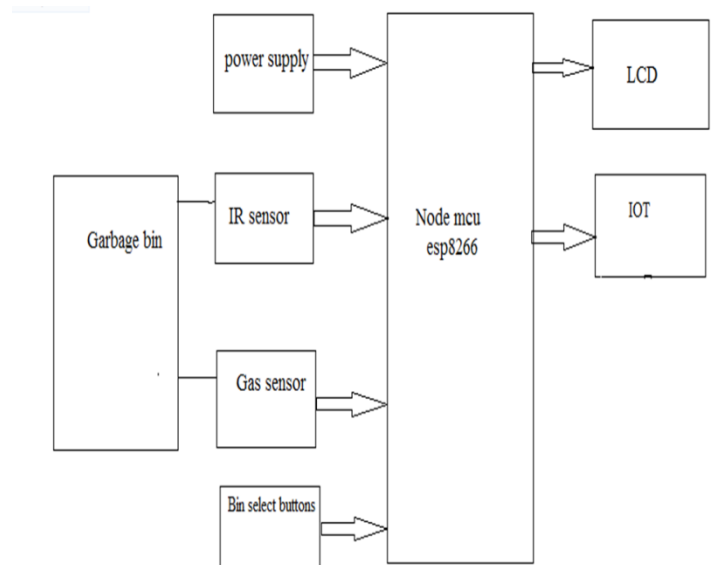 power supply
LCD
IR sensor
Garbage bin
Node mcu
esp8266
IOT
Gas sensor
Bin select buttons